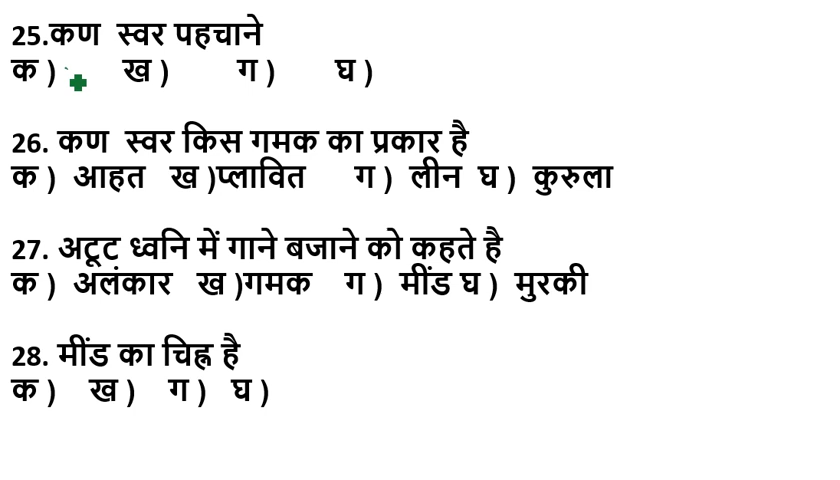 25.कण स्वर पहचाने
क ) ख ) ग ) घ )
26. कण स्वर किस गमक का प्रकार है
क ) आहत ख )प्लावित ग ) लीन घ ) कुरुला
27. अटूट ध्वनि में गाने बजाने को कहते है
क ) अलंकार ख )गमक ग ) मींड घ ) मुरकी
28. मींड का चिह्न है
क ) ख ) ग ) घ )